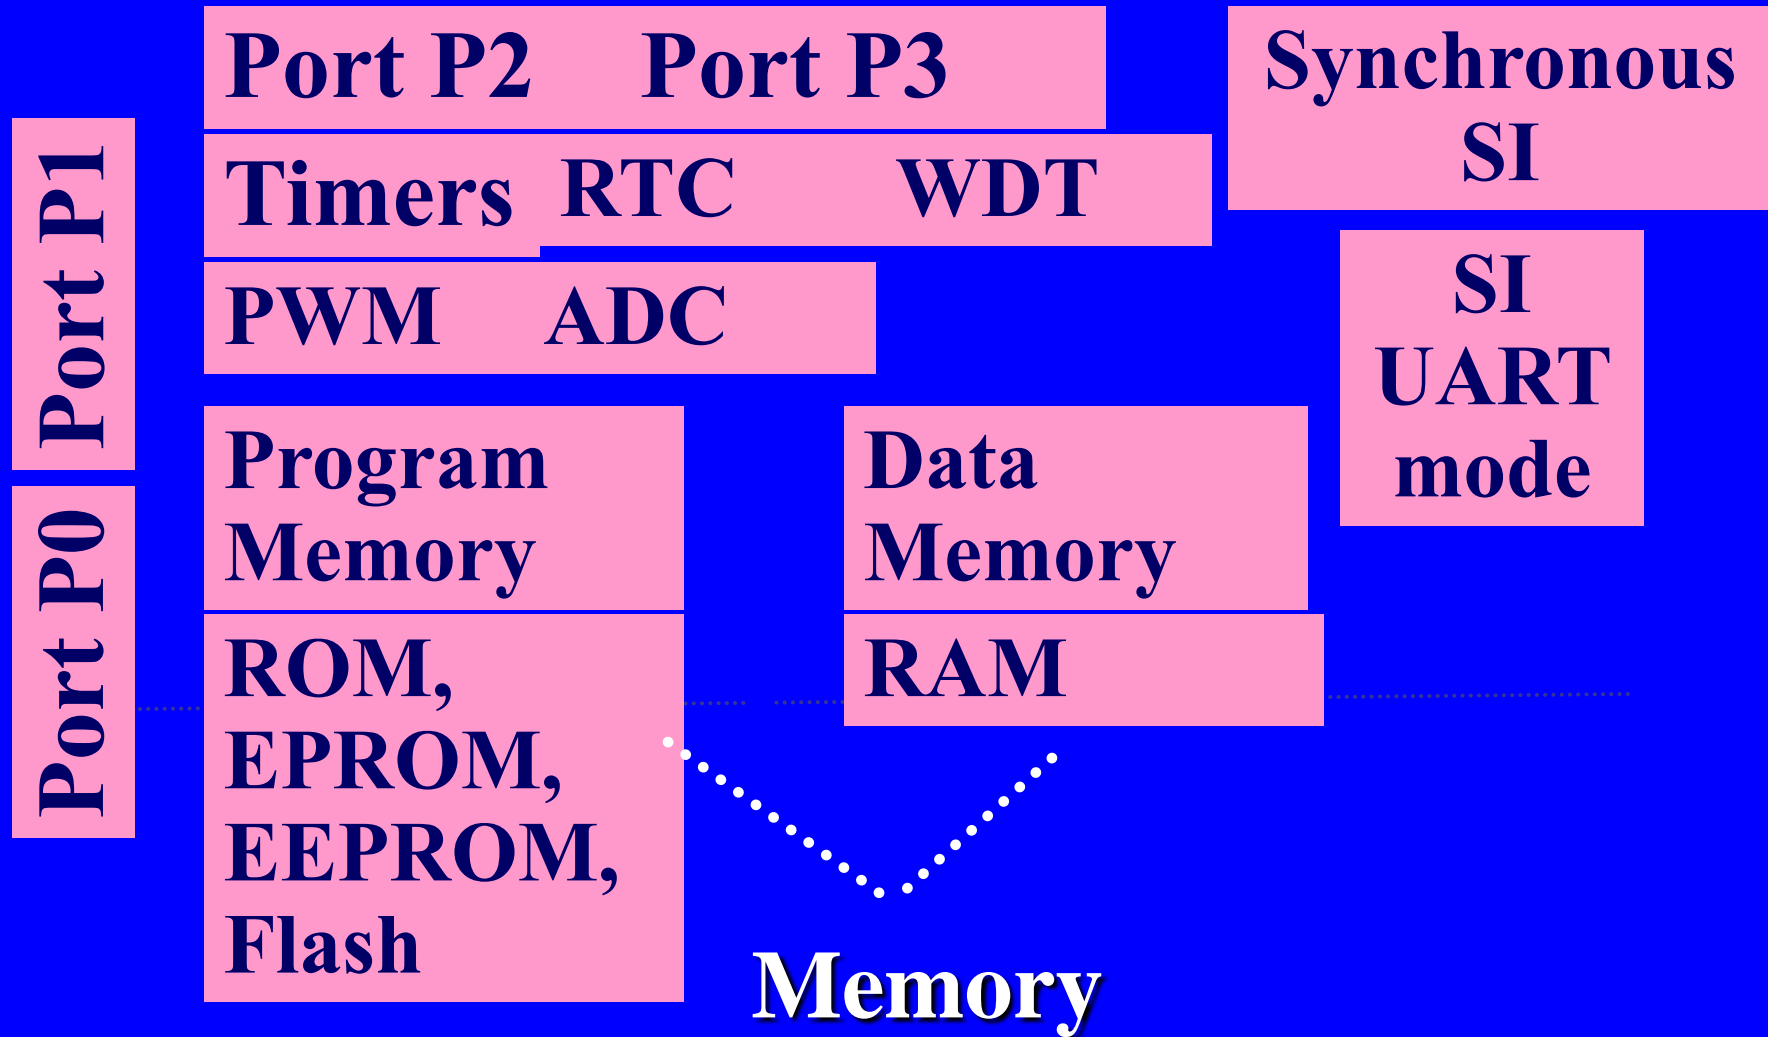 Port P2 Port P3
Synchronous
SI
Port P1
Timers RTC WDT
PWM ADC
SI
UART
mode
Program
Memory
Data
Memory
Port P0
ROM,
EPROM,
EEPROM,
Flash
RAM
Memory